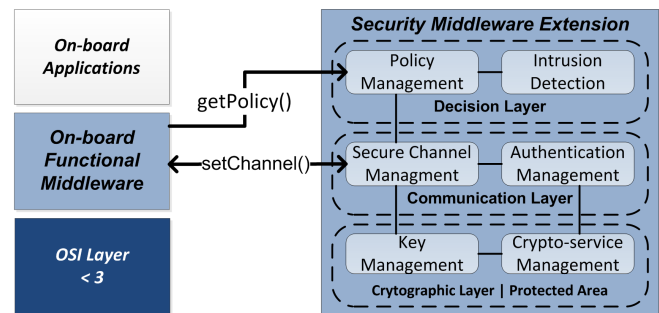 On-board
Applications
On-board
Functional
Middleware
OSI Layer
< 3
getPolicy()
setChannel()
Security Middleware Extension
Policy
Management
Intrusion
Detection
Decision Layer
Secure Channel
Managment
Authentication
Management
Communication Layer
Key
Management
Crypto-service
Management
Crytographic Layer | Protected Area